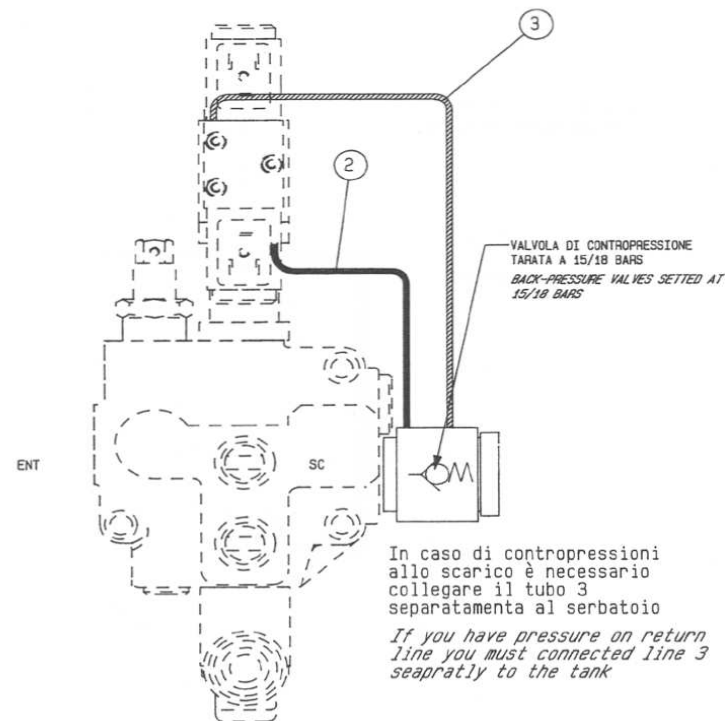 3
2
VALVOLA DI CONTROPRESSIONE
TARATA A 15/18 BARS
BACK-PRESSURE VALVES SETTED AT
15/18 BARS
ENT
SC
In caso di contropressioni
allo scarico è necessario
collegare il tubo 3
separatamenta al serbatoio
If you have pressure on return
line you must connected line 3
seapratly to the tank